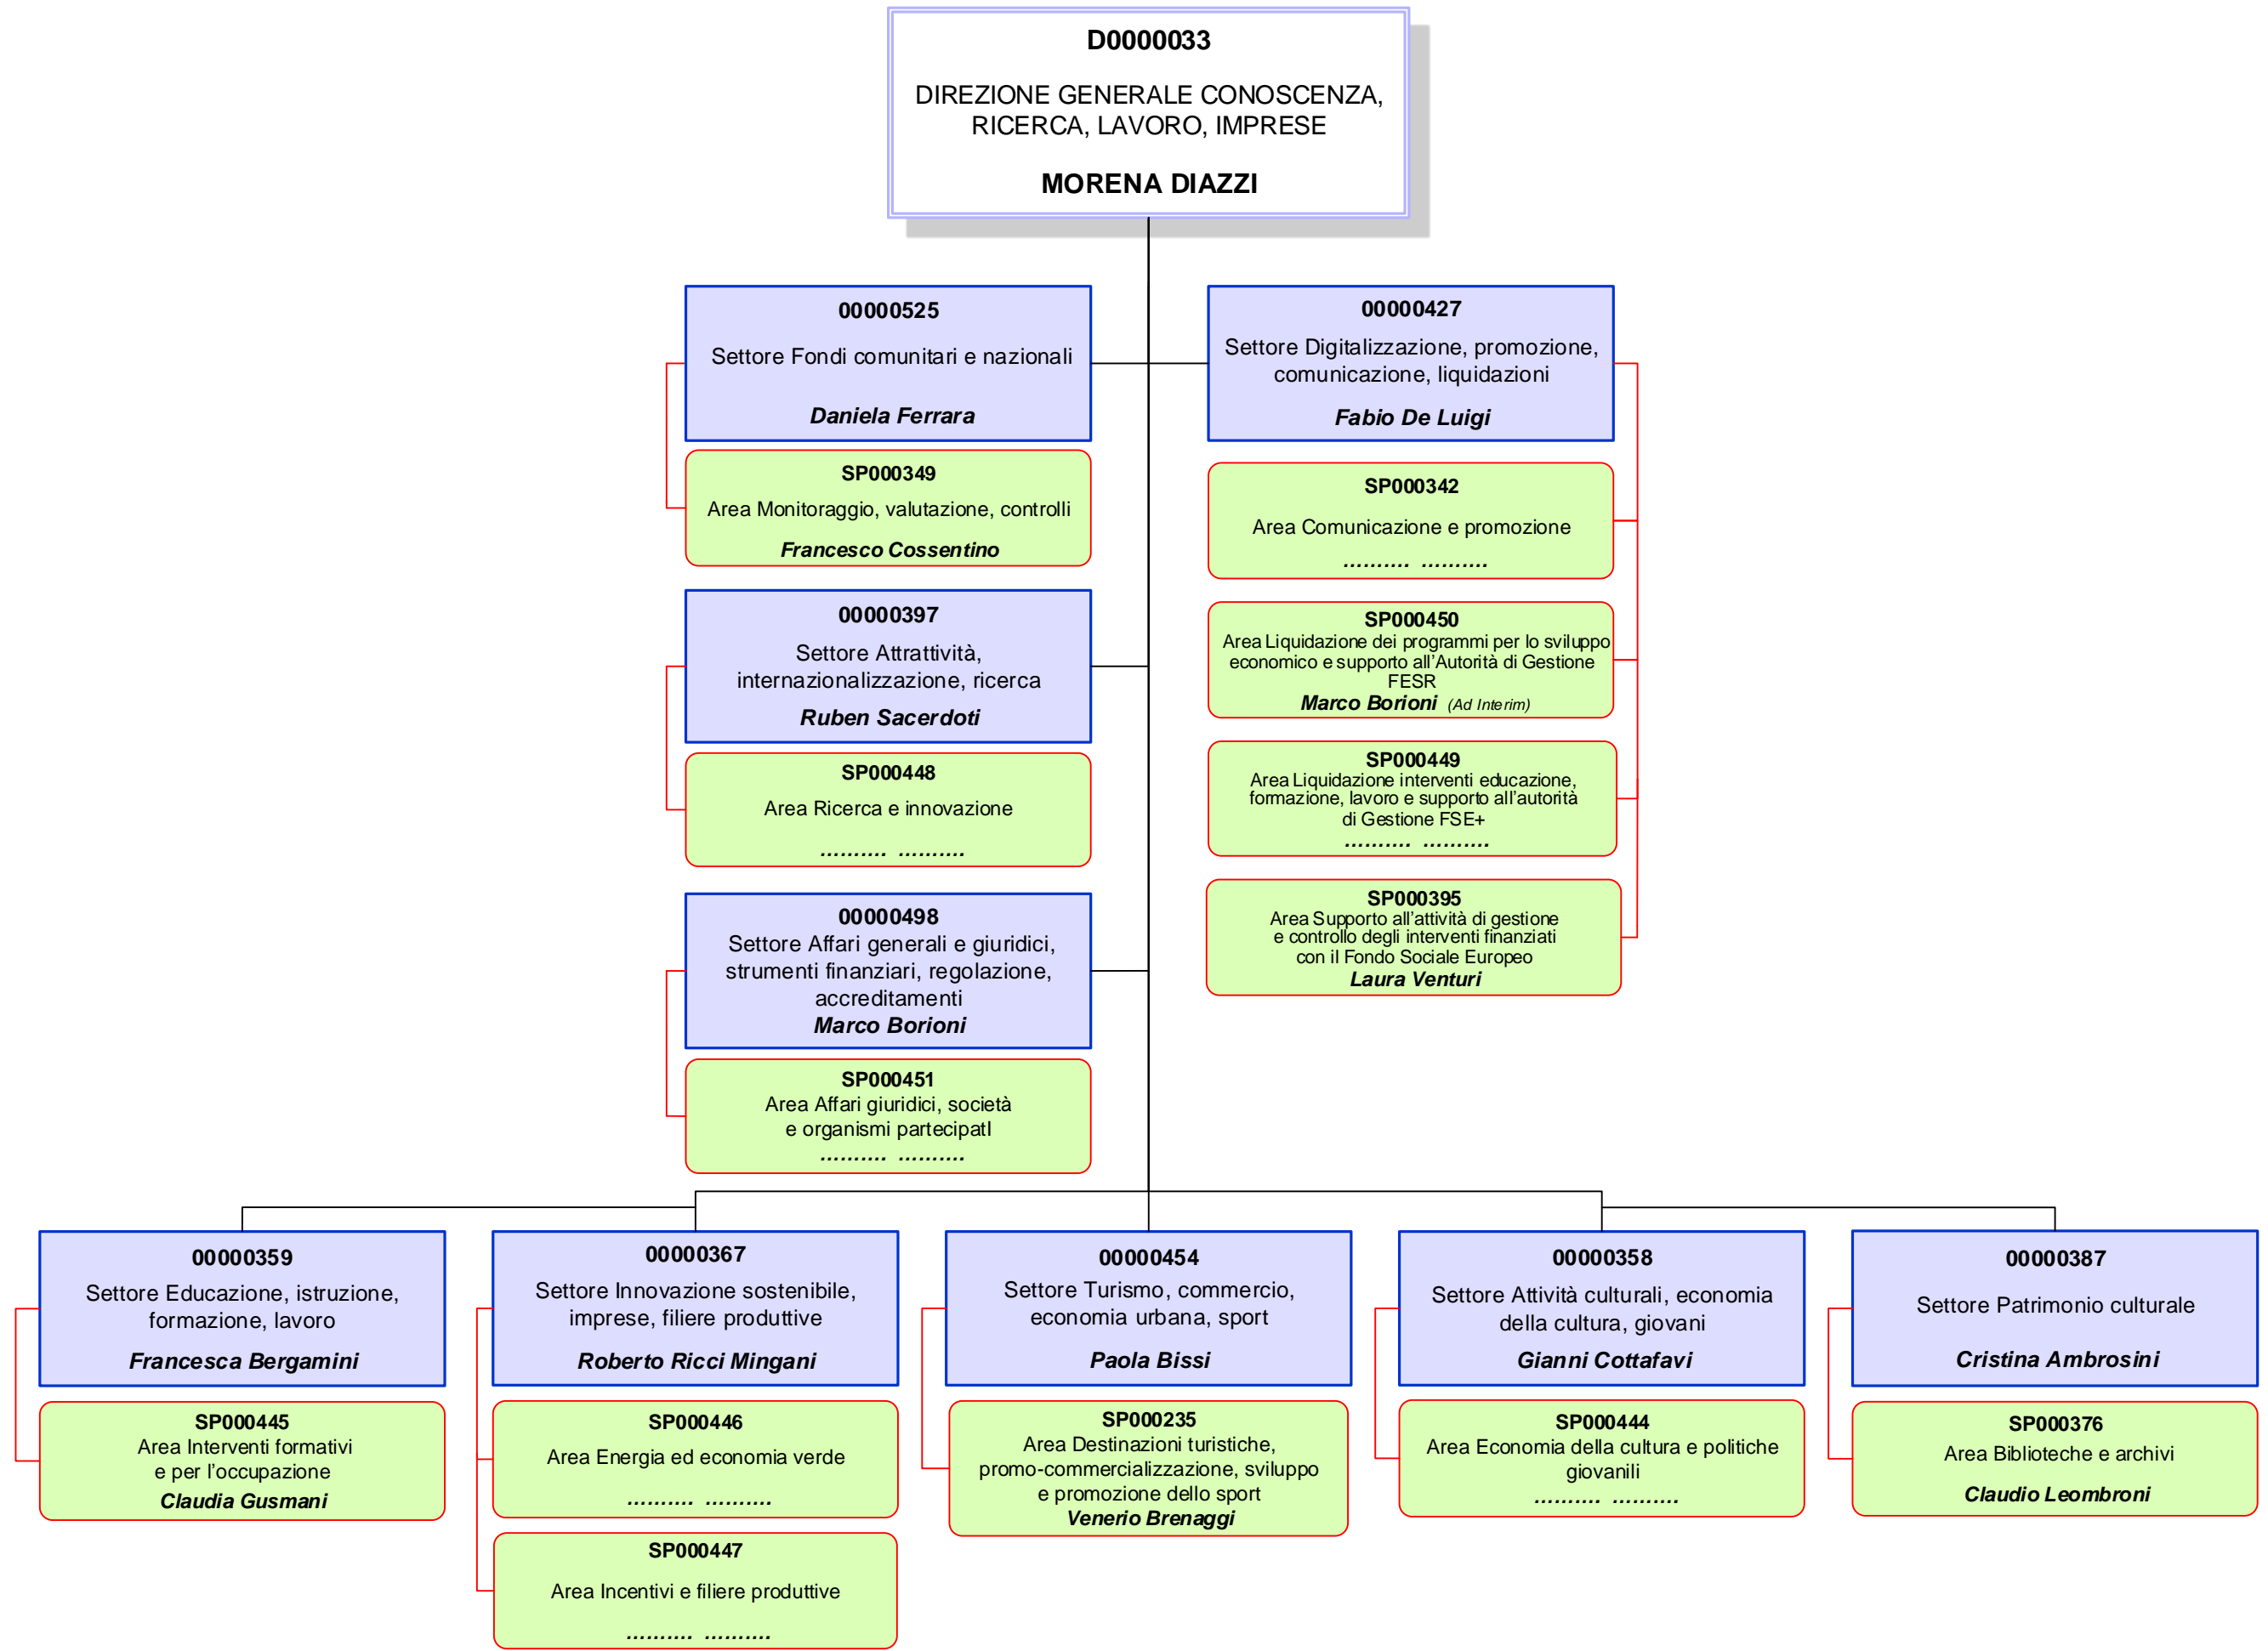 D0000033
DIREZIONE GENERALE CONOSCENZA,
RICERCA, LAVORO, IMPRESE
MORENA DIAZZI
00000525
Settore Fondi comunitari e nazionali
Daniela Ferrara
SP000349
Area Monitoraggio, valutazione, controlli
Francesco Cossentino
00000397
Settore Attrattività,
internazionalizzazione, ricerca
Ruben Sacerdoti
SP000448
Area Ricerca e innovazione
.......... ..........
00000498
Settore Affari generali e giuridici,
strumenti finanziari, regolazione,
accreditamenti
Marco Borioni
SP000451
Area Affari giuridici, società
e organismi partecipatI
.......... ..........
00000427
Settore Digitalizzazione, promozione,
comunicazione, liquidazioni
Fabio De Luigi
SP000342
Area Comunicazione e promozione
.......... ..........
SP000450
Area Liquidazione dei programmi per lo sviluppo
economico e supporto all’Autorità di Gestione
FESR
Marco Borioni (Ad Interim)
SP000449
Area Liquidazione interventi educazione,
formazione, lavoro e supporto all’autorità
di Gestione FSE+
.......... ..........
SP000395
Area Supporto all’attività di gestione
e controllo degli interventi finanziati
con il Fondo Sociale Europeo
Laura Venturi
00000359
Settore Educazione, istruzione,
formazione, lavoro
Francesca Bergamini
SP000445
Area Interventi formativi
e per l’occupazione
Claudia Gusmani
00000367
Settore Innovazione sostenibile,
imprese, filiere produttive
Roberto Ricci Mingani
SP000446
Area Energia ed economia verde
.......... ..........
SP000447
Area Incentivi e filiere produttive
.......... ..........
00000454
Settore Turismo, commercio,
economia urbana, sport
Paola Bissi
SP000235
Area Destinazioni turistiche,
promo-commercializzazione, sviluppo
e promozione dello sport
Venerio Brenaggi
00000358
Settore Attività culturali, economia
della cultura, giovani
Gianni Cottafavi
SP000444
Area Economia della cultura e politiche
giovanili
.......... ..........
00000387
Settore Patrimonio culturale
Cristina Ambrosini
SP000376
Area Biblioteche e archivi
Claudio Leombroni